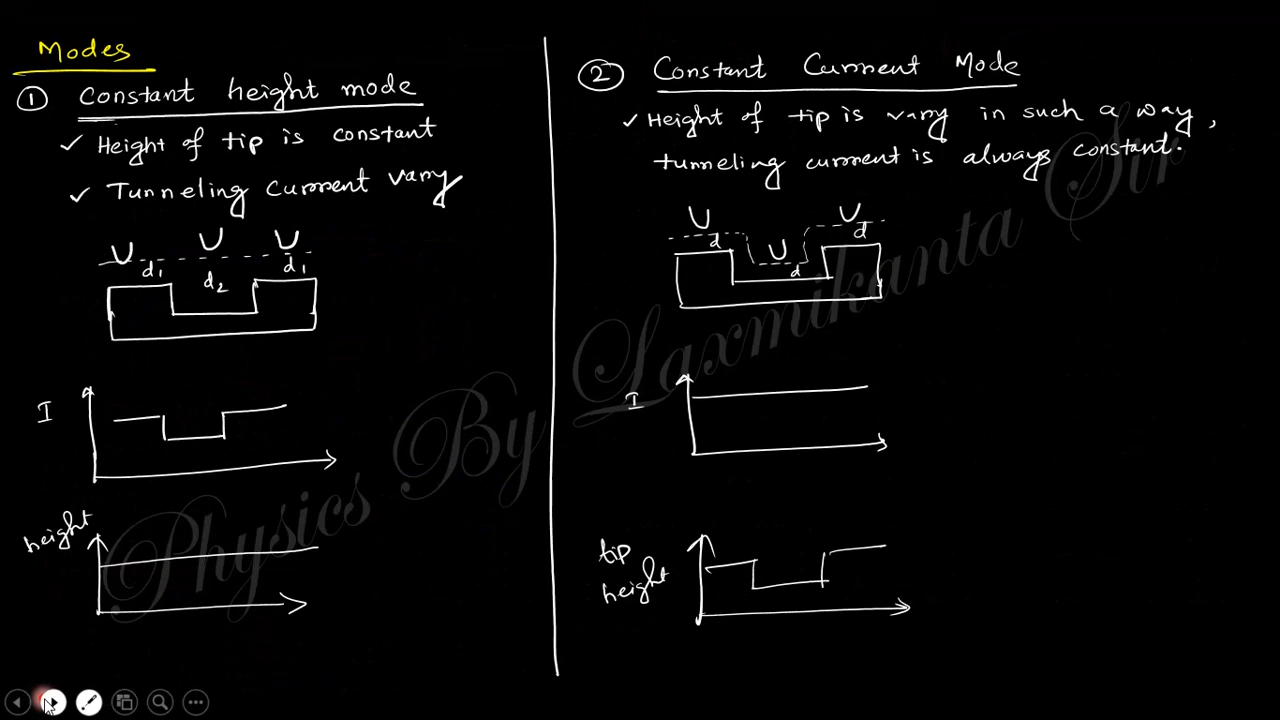 Modes
① Constant height mode
✓ Height of tip is constant
✓ Tunneling current vary
d₁
d₂
d₁
I
height
② Constant Current Mode
✓ Height of tip is vary in such a way,
tunneling current is always constant.
d
d
d
I
tip
height
Physics By Laxmikanta Sir